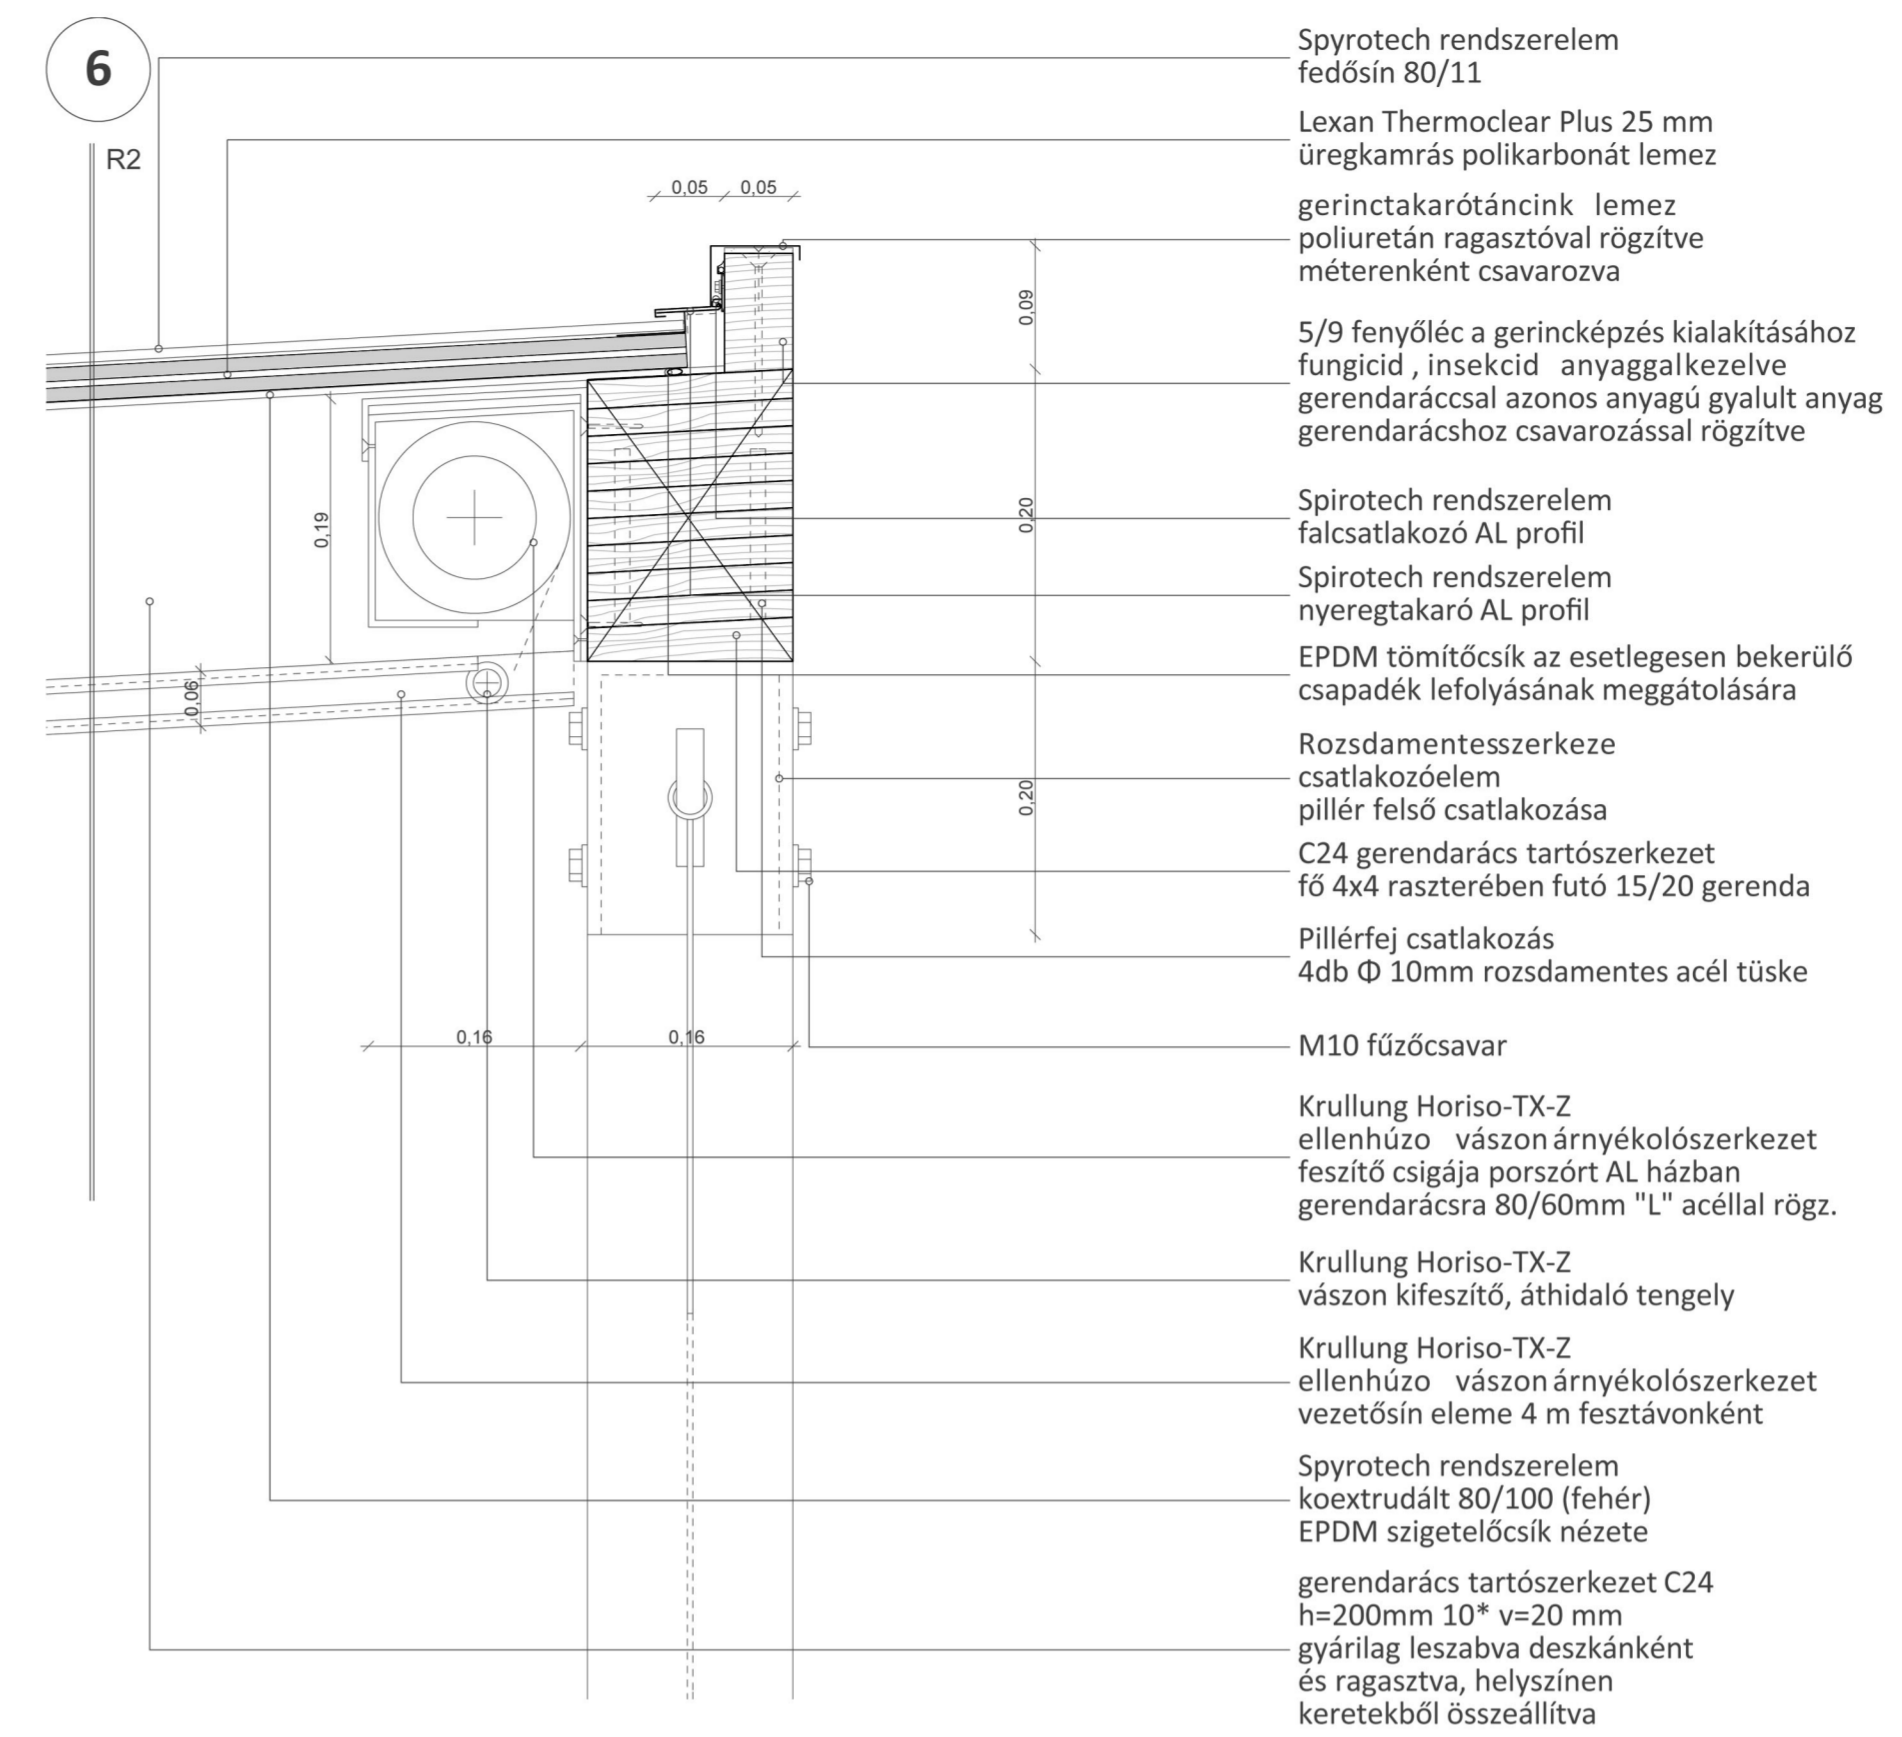 6
R2
Spyrotech rendszerelem
fedősín 80/11
Lexan Thermoclear Plus 25 mm
üregkamrás polikarbonát lemez
gerinctakarótáncink lemez
poliuretán ragasztóval rögzítve
méterenként csavarozva
5/9 fenyőléc a gerincképzés kialakításához
fungicid , insekcid anyaggalkezelve
gerendaráccsal azonos anyagú gyalult anyag
gerendarácshoz csavarozással rögzítve
Spirotech rendszerelem
falcsatlakozó AL profil
Spirotech rendszerelem
nyeregtakaró AL profil
EPDM tömítőcsík az esetlegesen bekerülő
csapadék lefolyásának meggátolására
Rozsdamentesszerkeze
csatlakozóelem
pillér felső csatlakozása
C24 gerendarács tartószerkezet
fő 4x4 raszterében futó 15/20 gerenda
Pillérfej csatlakozás
4db Φ 10mm rozsdamentes acél tüske
M10 fűzőcsavar
Krullung Horiso-TX-Z
ellenhúzo vászon árnyékolószerkezet
feszítő csigája porszórt AL házban
gerendarácsra 80/60mm "L" acéllal rögz.
Krullung Horiso-TX-Z
vászon kifeszítő, áthidaló tengely
Krullung Horiso-TX-Z
ellenhúzo vászon árnyékolószerkezet
vezetősín eleme 4 m fesztávonként
Spyrotech rendszerelem
koextrudált 80/100 (fehér)
EPDM szigetelőcsík nézete
gerendarács tartószerkezet C24
h=200mm 10* v=20 mm
gyárilag leszabva deszkánként
és ragasztva, helyszínen
keretekből összeállítva
0,05 0,05
0,09
0,20
0,20
0,19
0,06
0,16 0,16